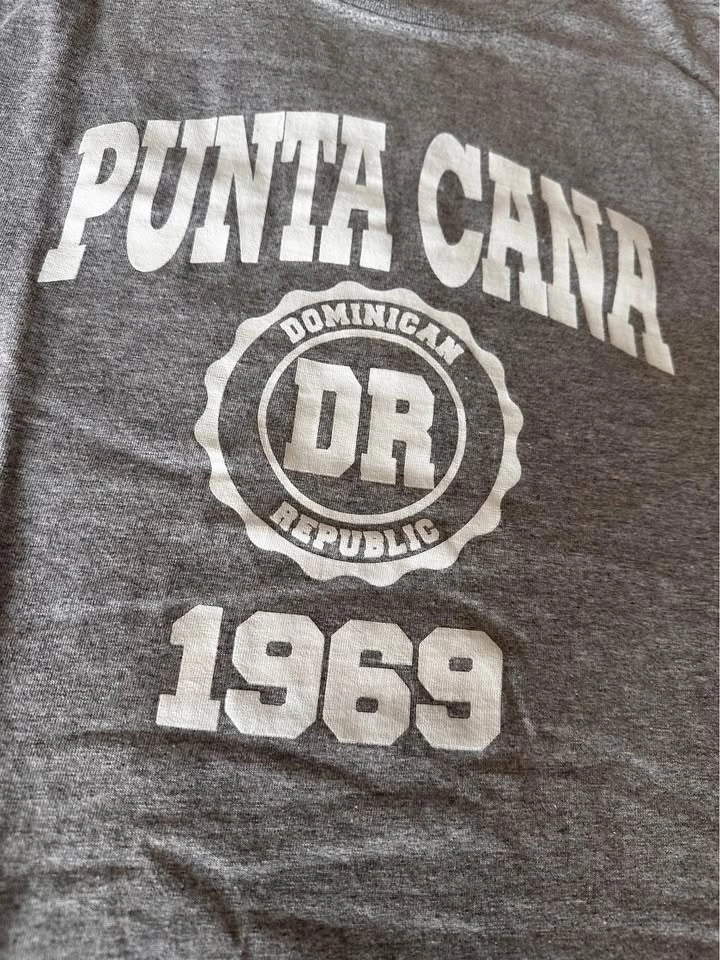 PUNTA CANA
DOMINICAN
DR
REPUBLIC
1969